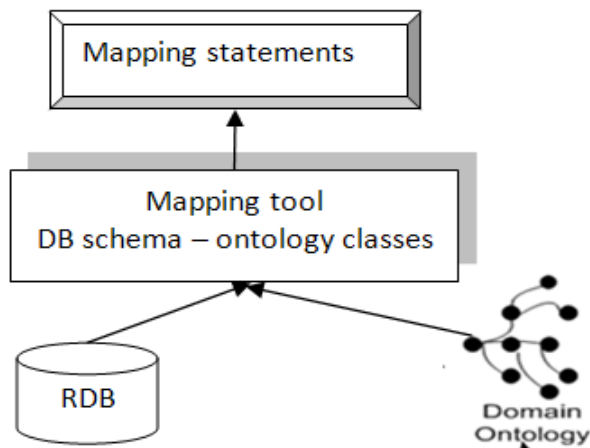 Mapping statements
Mapping tool
DB schema – ontology classes
RDB
Domain
Ontology